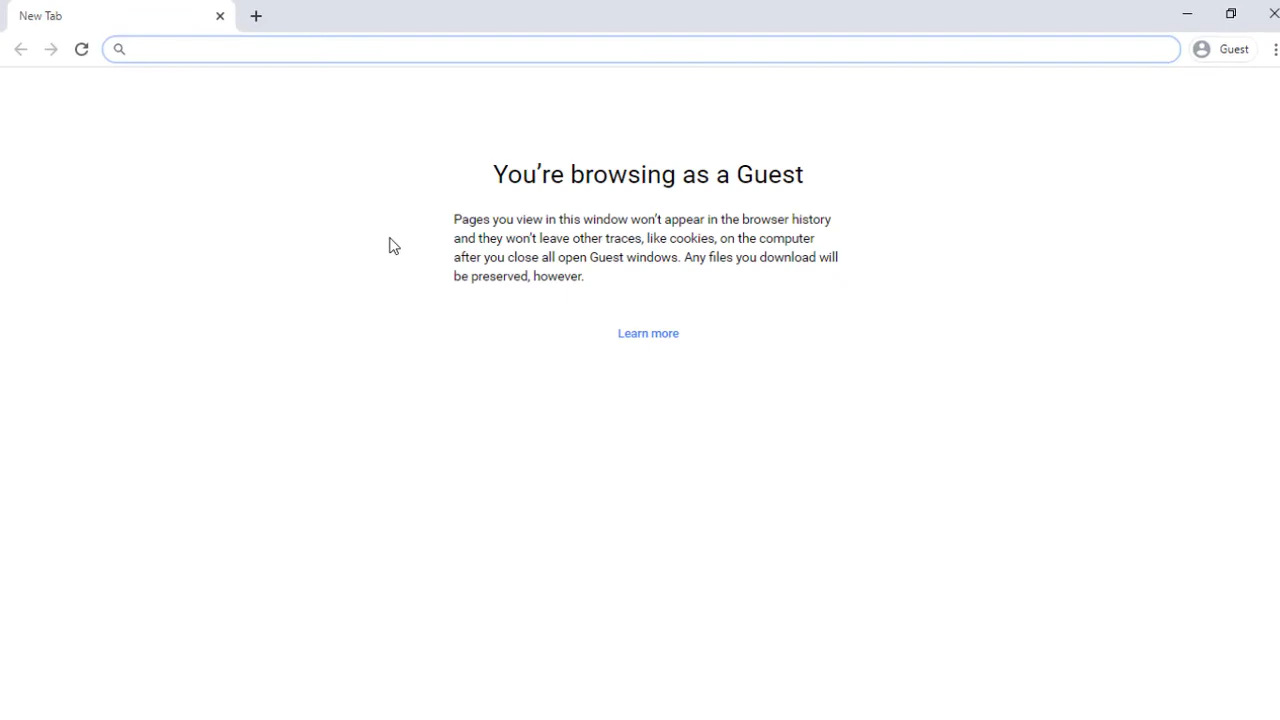 New Tab
Guest
You're browsing as a Guest
Pages you view in this window won't appear in the browser history
and they won't leave other traces, like cookies, on the computer
after you close all open Guest windows. Any files you download will
be preserved, however.
Learn more